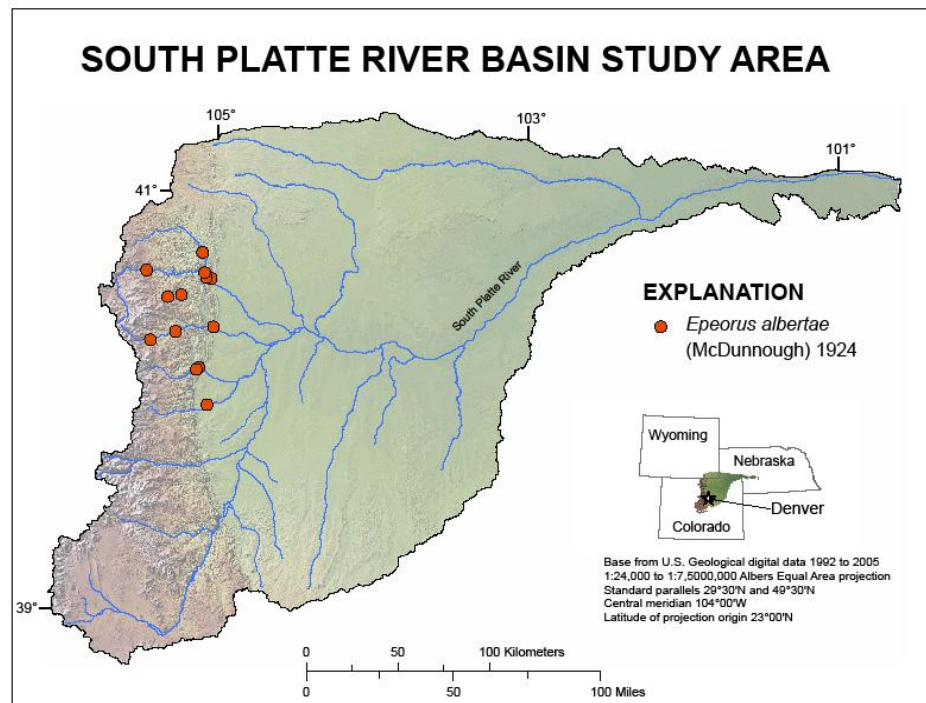 SOUTH PLATTE RIVER BASIN STUDY AREA
105°
103°
101°
41°
South Platte River
EXPLANATION
Epeorus albertae
(McDunnough) 1924
Wyoming
Nebraska
Denver
Colorado
39°
Base from U.S. Geological digital data 1992 to 2005
1:24,000 to 1:7,5000,000 Albers Equal Area projection
Standard parallels 29°30'N and 49°30'N
Central meridian 104°00'W
Latitude of projection origin 23°00'N
0 50 100 Kilometers
0 50 100 Miles